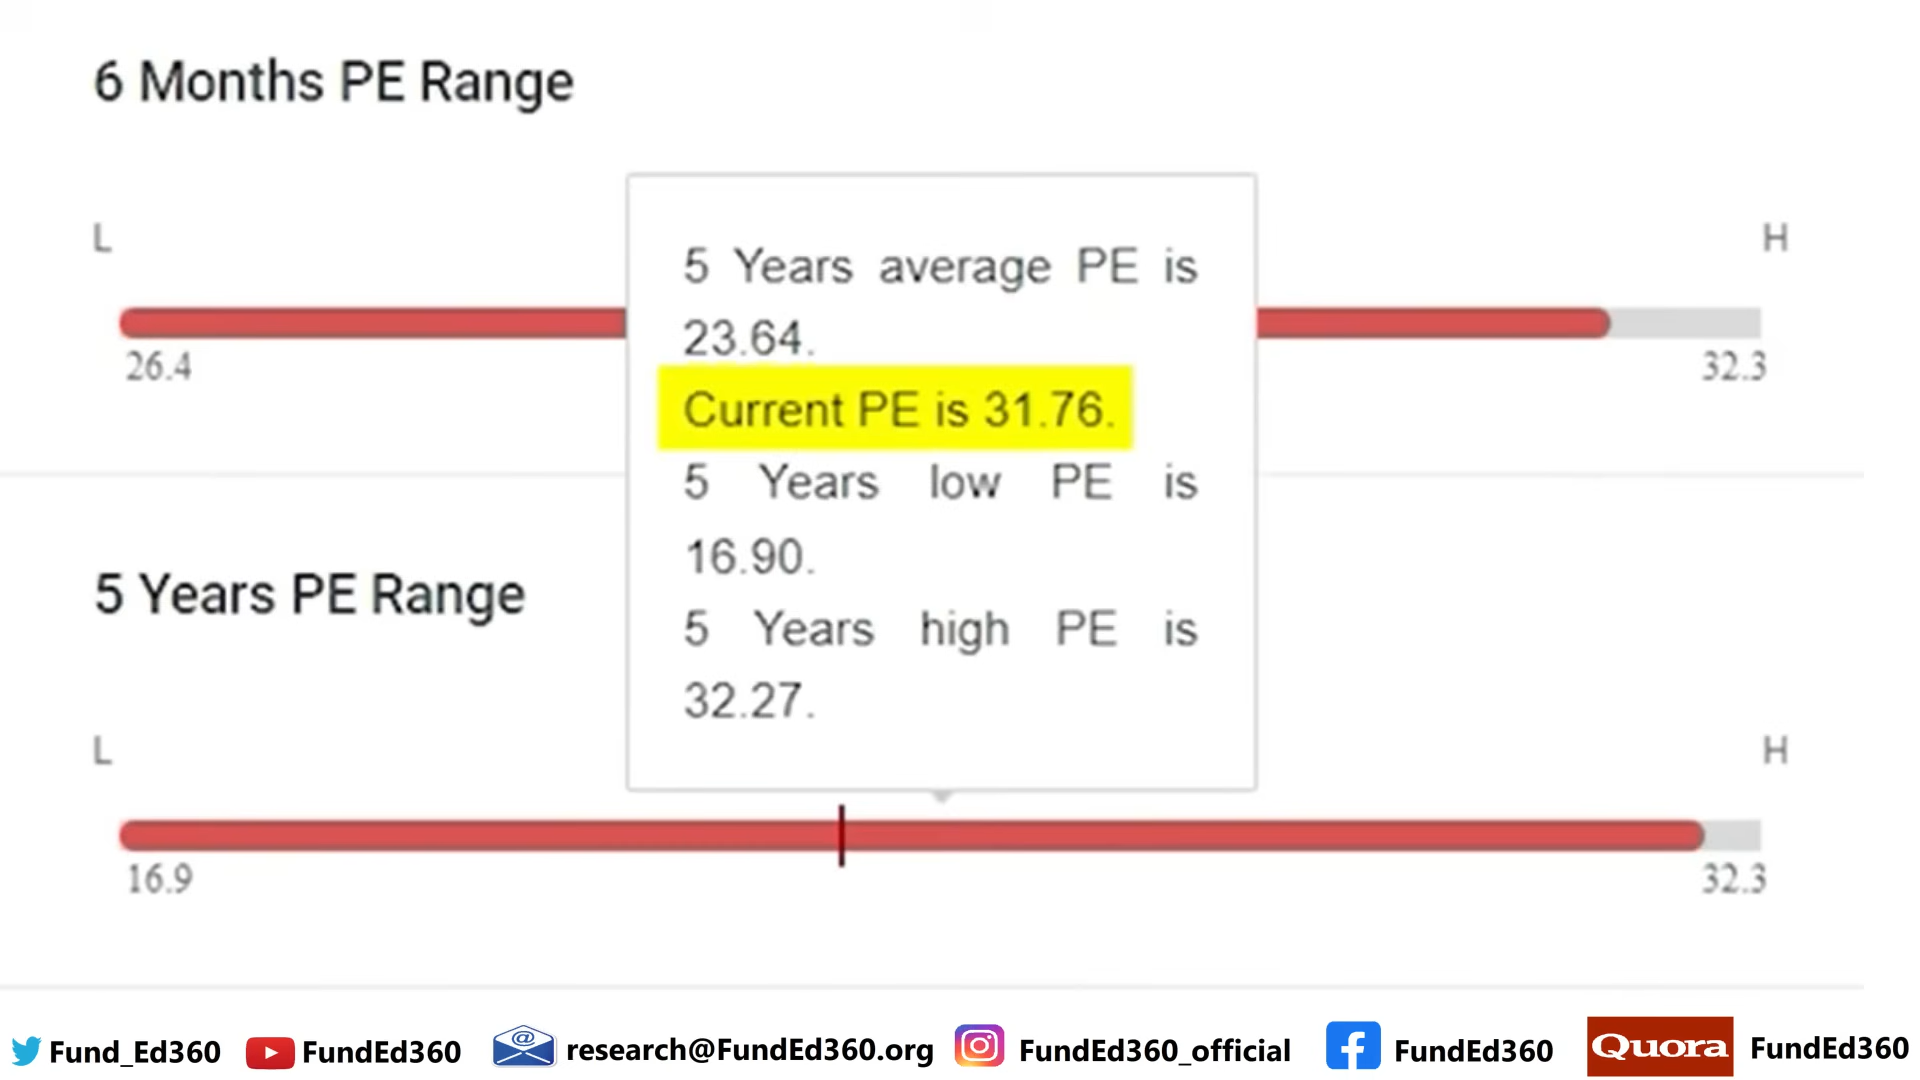 6 Months PE Range
L
H
26.4
32.3
5 Years average PE is
23.64.
Current PE is 31.76.
5 Years low PE is
16.90.
5 Years high PE is
32.27.
5 Years PE Range
L
H
16.9
32.3
Fund_Ed360
FundEd360
@
research@FundEd360.org
FundEd360_official
FundEd360
Quora
FundEd360